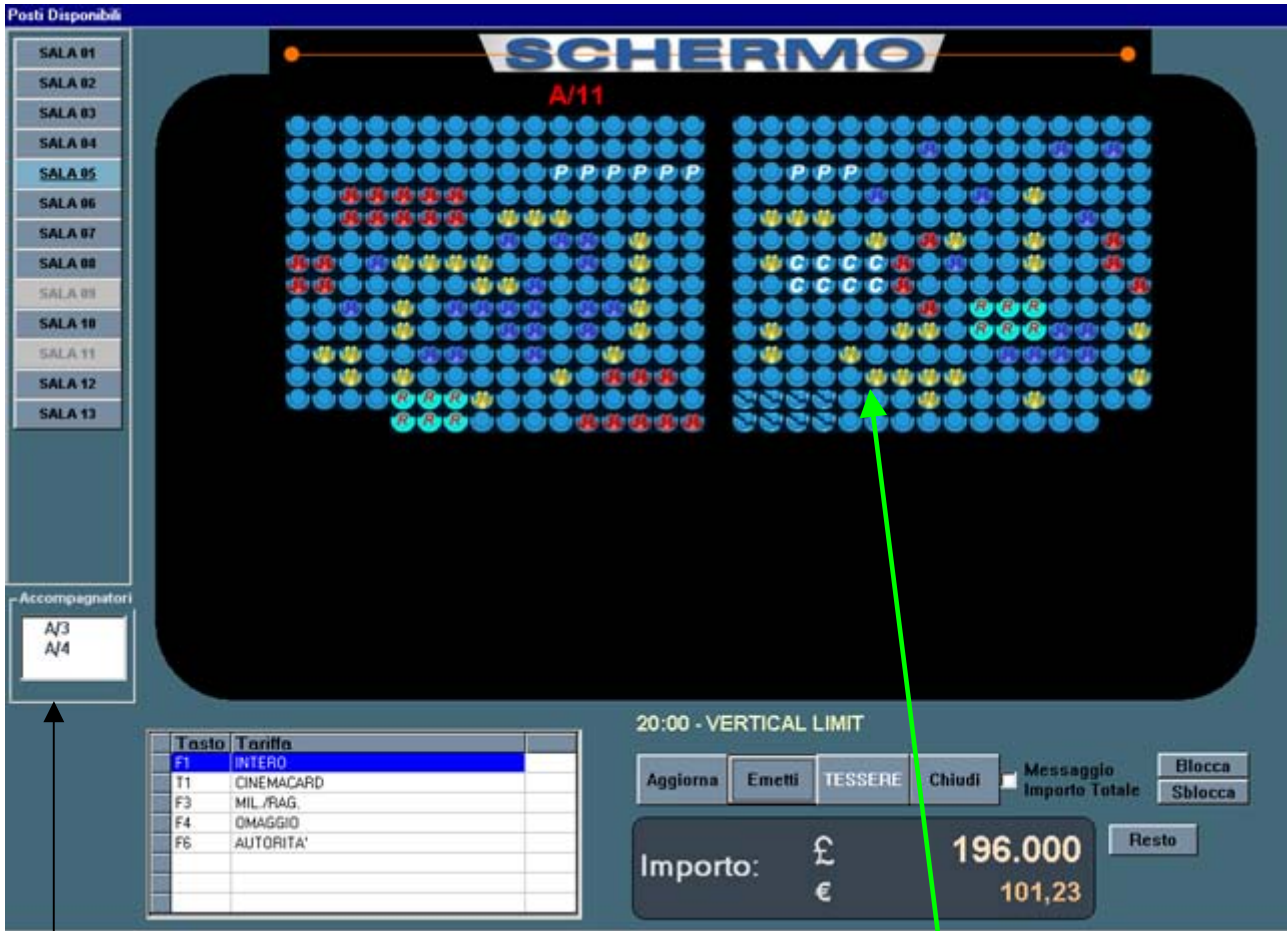 Posti Disponibili
SCHERMO
SALA 01
SALA 02
SALA 03
SALA 04
SALA 05
SALA 06
SALA 07
SALA 08
SALA 09
SALA 10
SALA 11
SALA 12
SALA 13
A/11
P P P P P P P P P
C C C C
C C C C
R R R
R R R
R R R
R R R
Accompagnatori
A/3
A/4
Tasto Tariffa
F1 INTERO
T1 CINEMACARD
F3 MIL./RAG.
F4 OMAGGIO
F6 AUTORITA'
20:00 - VERTICAL LIMIT
Aggiorna Emetti TESSERE Chiudi
Messaggio
Importo Totale
Blocca
Sblocca
Importo: £ 196.000
€ 101,23
Resto